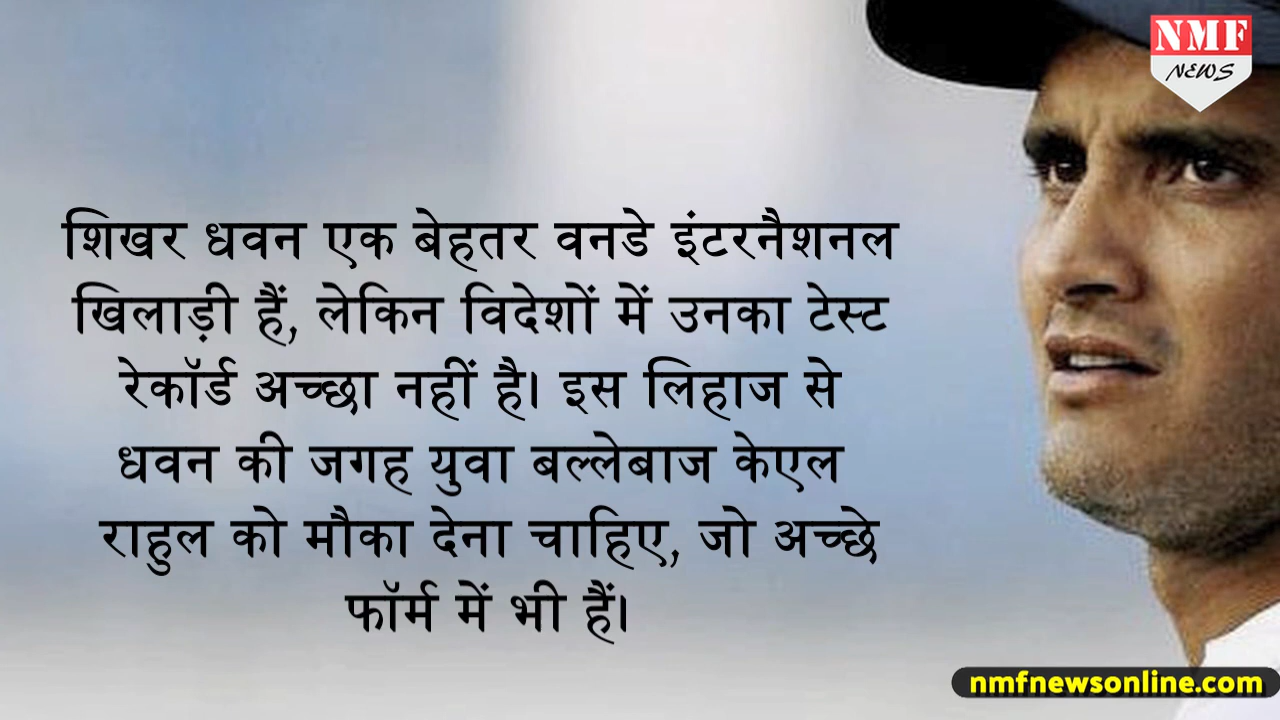 NMF
NEWS
शिखर धवन एक बेहतर वनडे इंटरनैशनल
खिलाड़ी हैं, लेकिन विदेशों में उनका टेस्ट
रेकॉर्ड अच्छा नहीं है। इस लिहाज से
धवन की जगह युवा बल्लेबाज केएल
राहुल को मौका देना चाहिए, जो अच्छे
फॉर्म में भी हैं।
nmfnewsonline.com